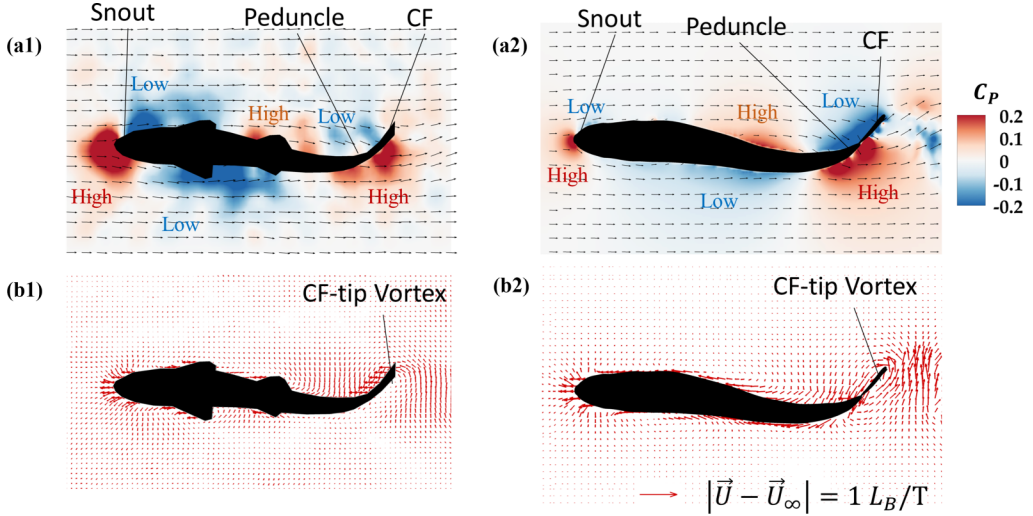 (a1)
Snout
Peduncle
CF
Low
High
Low
High
Low
High
(a2)
Snout
Peduncle
CF
Low
High
Low
High
Low
High
C_P
0.2
0.1
0
-0.1
-0.2
(b1)
CF-tip Vortex
(b2)
CF-tip Vortex
|U⃗ − U⃗∞| = 1 L_B/T